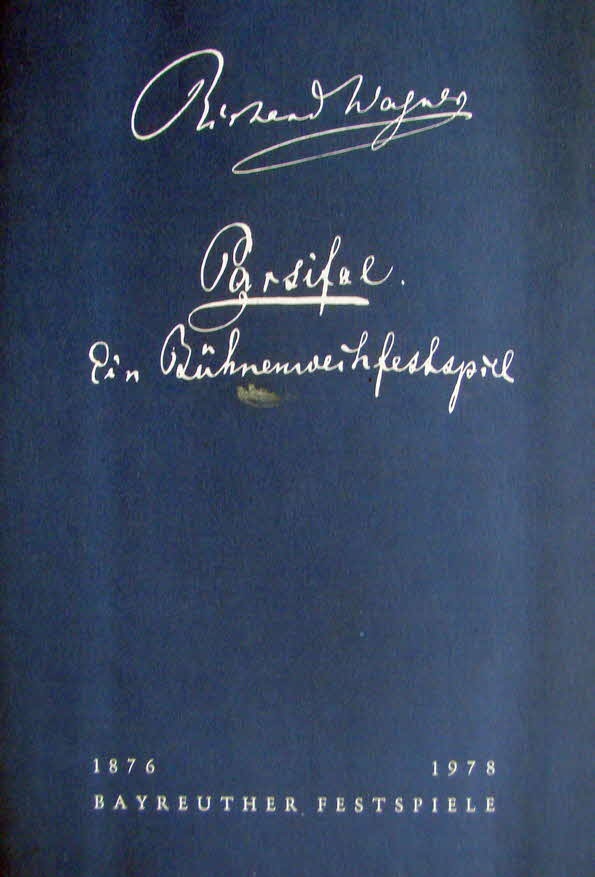 Richard Wagner
Parsifal.
Ein Bühnenweihfestspiel
1876 1978
BAYREUTHER FESTSPIELE